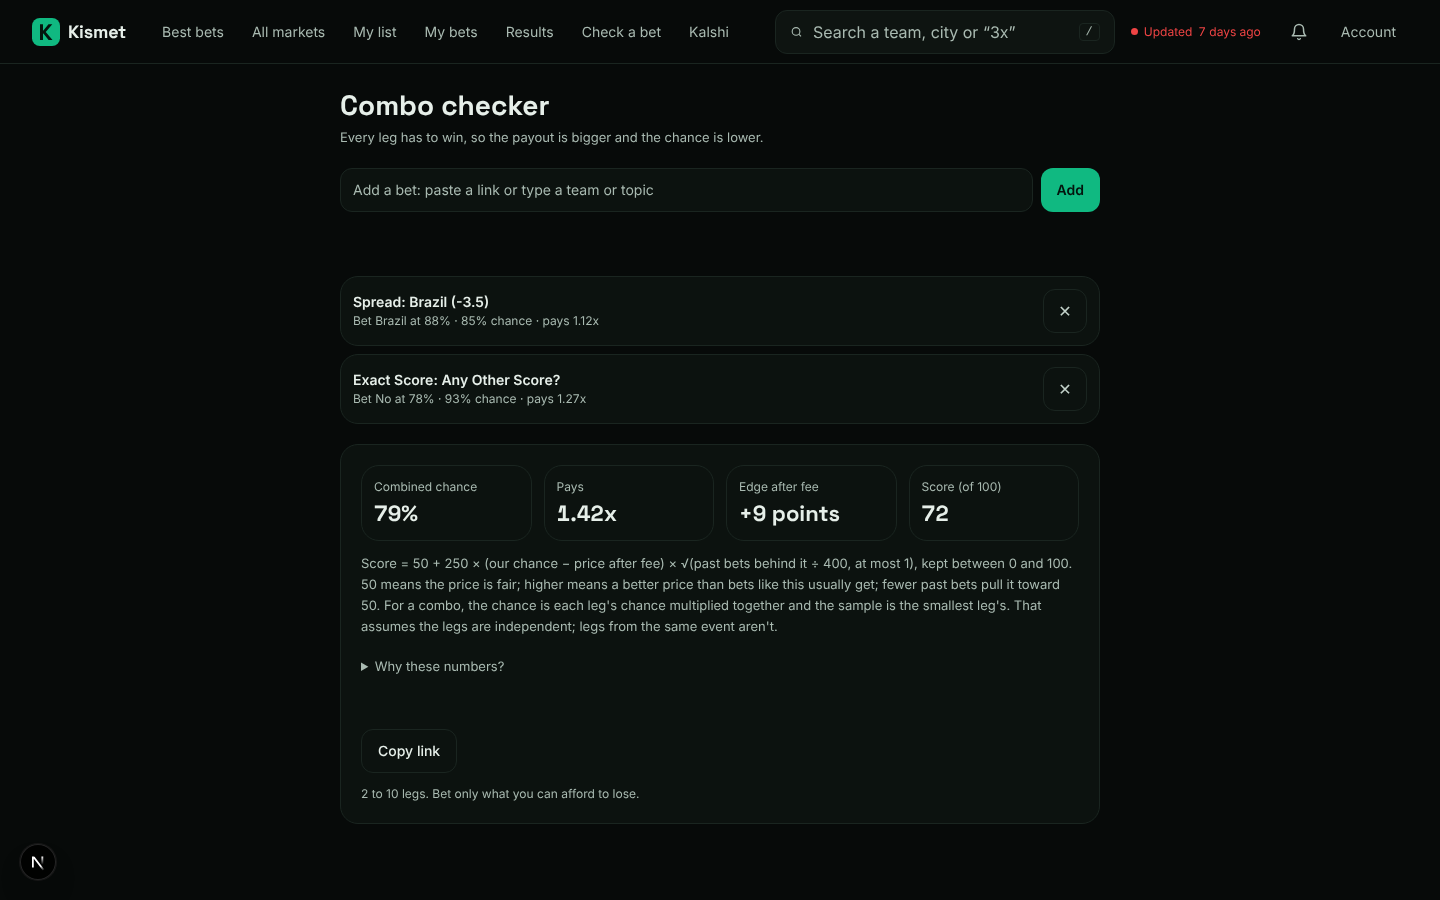 K Kismet Best bets All markets My list My bets Results Check a bet Kalshi Search a team, city or “3x” / Updated 7 days ago Account
Combo checker
Every leg has to win, so the payout is bigger and the chance is lower.
Add a bet: paste a link or type a team or topic Add
Spread: Brazil (-3.5)
Bet Brazil at 88% · 85% chance · pays 1.12x
×
Exact Score: Any Other Score?
Bet No at 78% · 93% chance · pays 1.27x
×
Combined chance Pays Edge after fee Score (of 100)
79% 1.42x +9 points 72
Score = 50 + 250 × (our chance − price after fee) × √(past bets behind it ÷ 400, at most 1), kept between 0 and 100.
50 means the price is fair; higher means a better price than bets like this usually get; fewer past bets pull it toward
50. For a combo, the chance is each leg's chance multiplied together and the sample is the smallest leg's. That
assumes the legs are independent; legs from the same event aren't.
▶ Why these numbers?
Copy link
2 to 10 legs. Bet only what you can afford to lose.
N